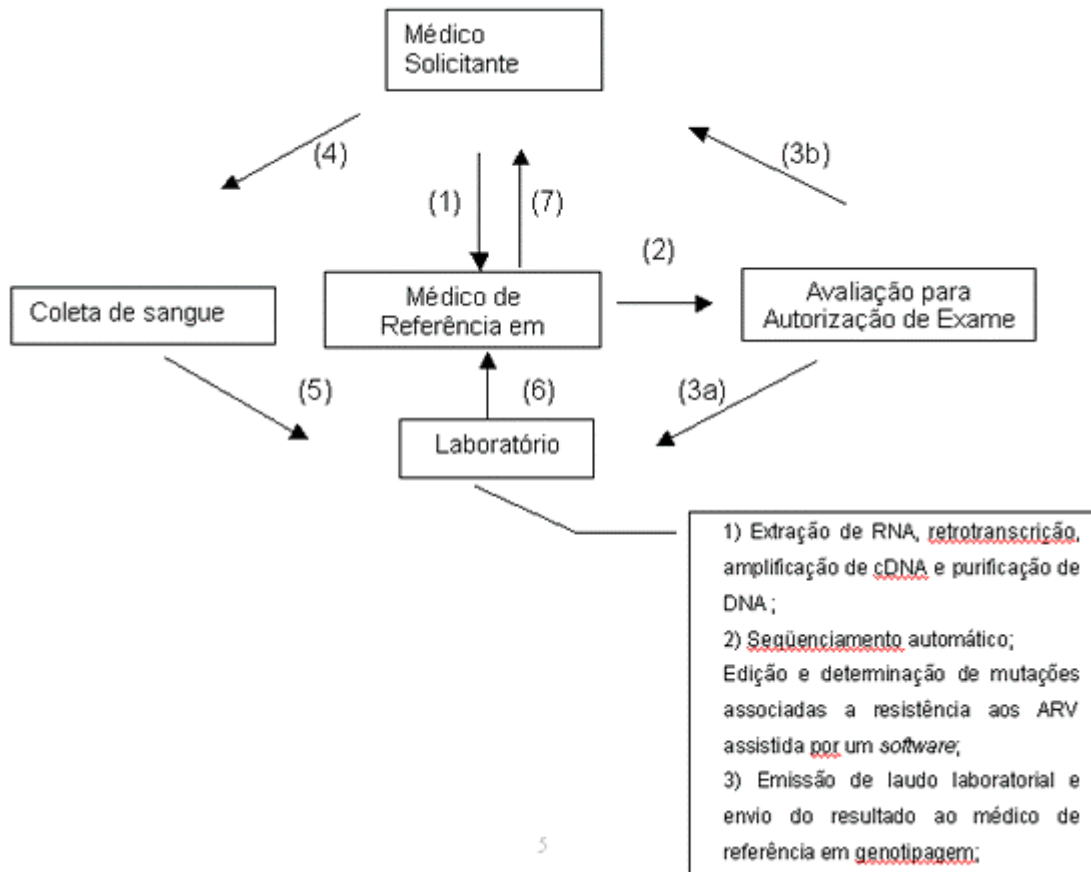 Médico
Solicitante
(4)
(3b)
(1)
(7)
(2)
Coleta de sangue
Médico de
Referência em
Avaliação para
Autorização de Exame
(5)
(6)
(3a)
Laboratório
1) Extração de RNA, retrotranscrição,
amplificação de cDNA e purificação de
DNA ;
2) Seqüenciamento automático;
Edição e determinação de mutações
associadas a resistência aos ARV
assistida por um software;
3) Emissão de laudo laboratorial e
envio do resultado ao médico de
referência em genotipagem;
5